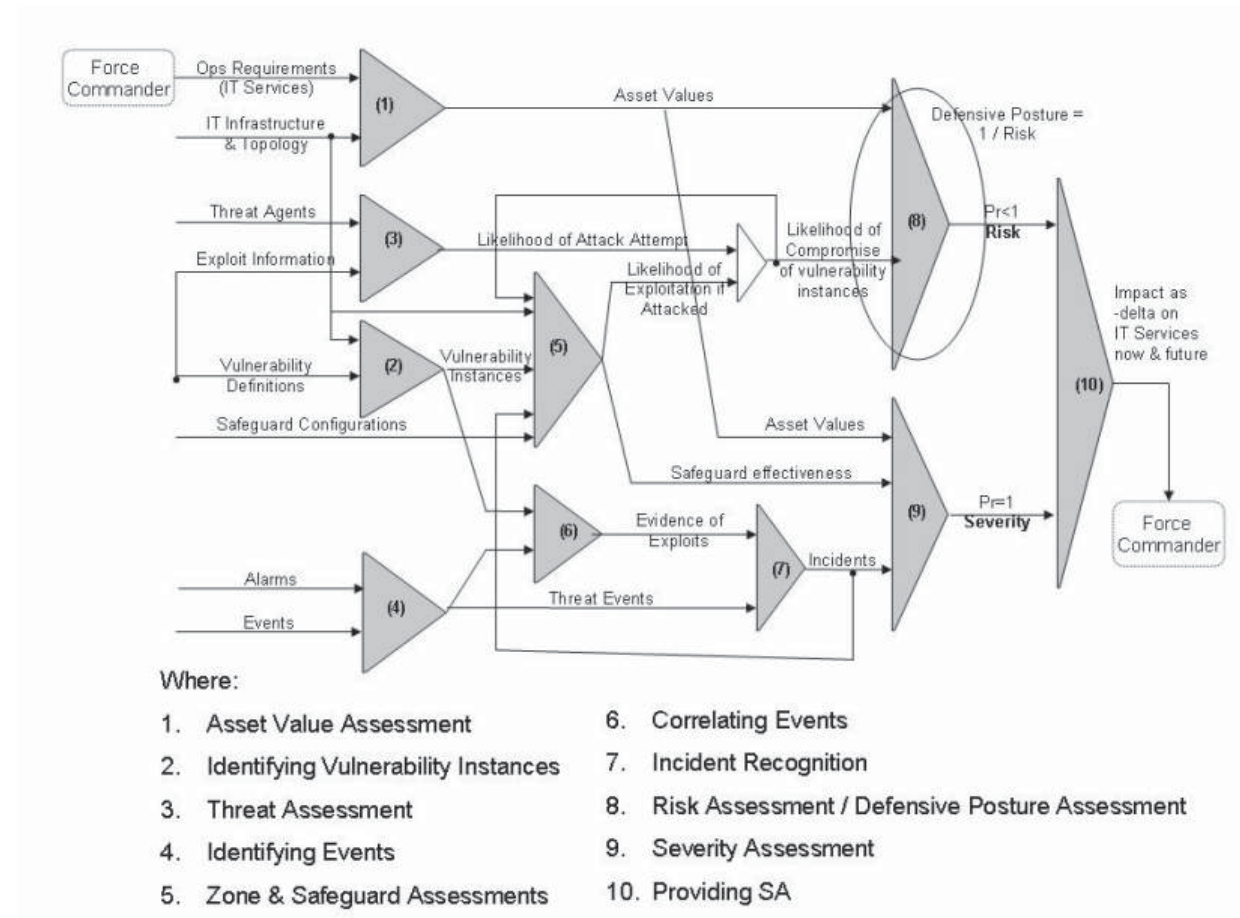 Force
Commander
Ops Requirements
(IT Services)
IT Infrastructure
& Topology
(1)
Asset Values
Defensive Posture =
1 / Risk
Threat Agents
Exploit Information
(3)
Likelihood of Attack Attempt
Likelihood of
Exploitation if
Attacked
Likelihood of
Compromise
of vulnerability
instances
(8)
Pr<1
Risk
Vulnerability
Definitions
(2)
Vulnerability
Instances
(5)
Safeguard Configurations
Impact as
-delta on
IT Services
now & future
(10)
Asset Values
Safeguard effectiveness
(6)
Evidence of
Exploits
(7)
Incidents
(9)
Pr=1
Severity
Force
Commander
Alarms
Events
(4)
Threat Events
Where:
1. Asset Value Assessment
2. Identifying Vulnerability Instances
3. Threat Assessment
4. Identifying Events
5. Zone & Safeguard Assessments
6. Correlating Events
7. Incident Recognition
8. Risk Assessment / Defensive Posture Assessment
9. Severity Assessment
10. Providing SA